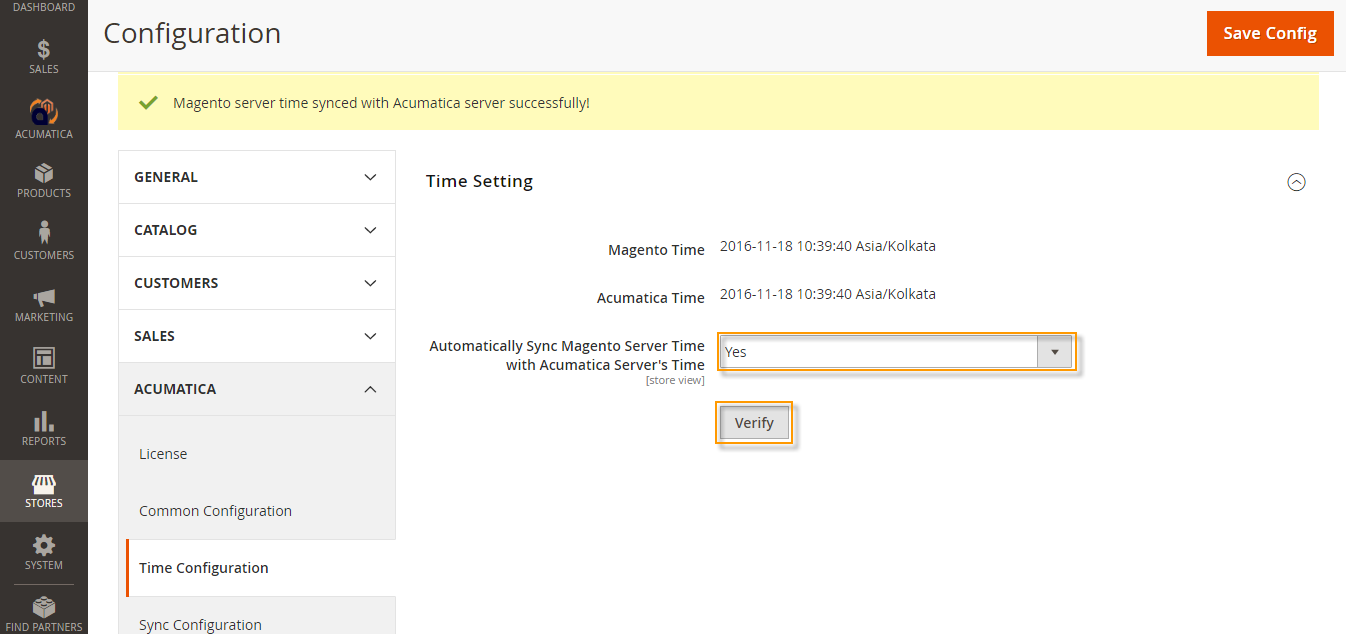 DASHBOARD
SALES
ACUMATICA
PRODUCTS
CUSTOMERS
MARKETING
CONTENT
REPORTS
STORES
SYSTEM
FIND PARTNERS
Configuration
Save Config
Magento server time synced with Acumatica server successfully!
GENERAL
CATALOG
CUSTOMERS
SALES
ACUMATICA
License
Common Configuration
Time Configuration
Sync Configuration
Time Setting
Magento Time 2016-11-18 10:39:40 Asia/Kolkata
Acumatica Time 2016-11-18 10:39:40 Asia/Kolkata
Automatically Sync Magento Server Time
with Acumatica Server's Time
[store view]
Yes
Verify